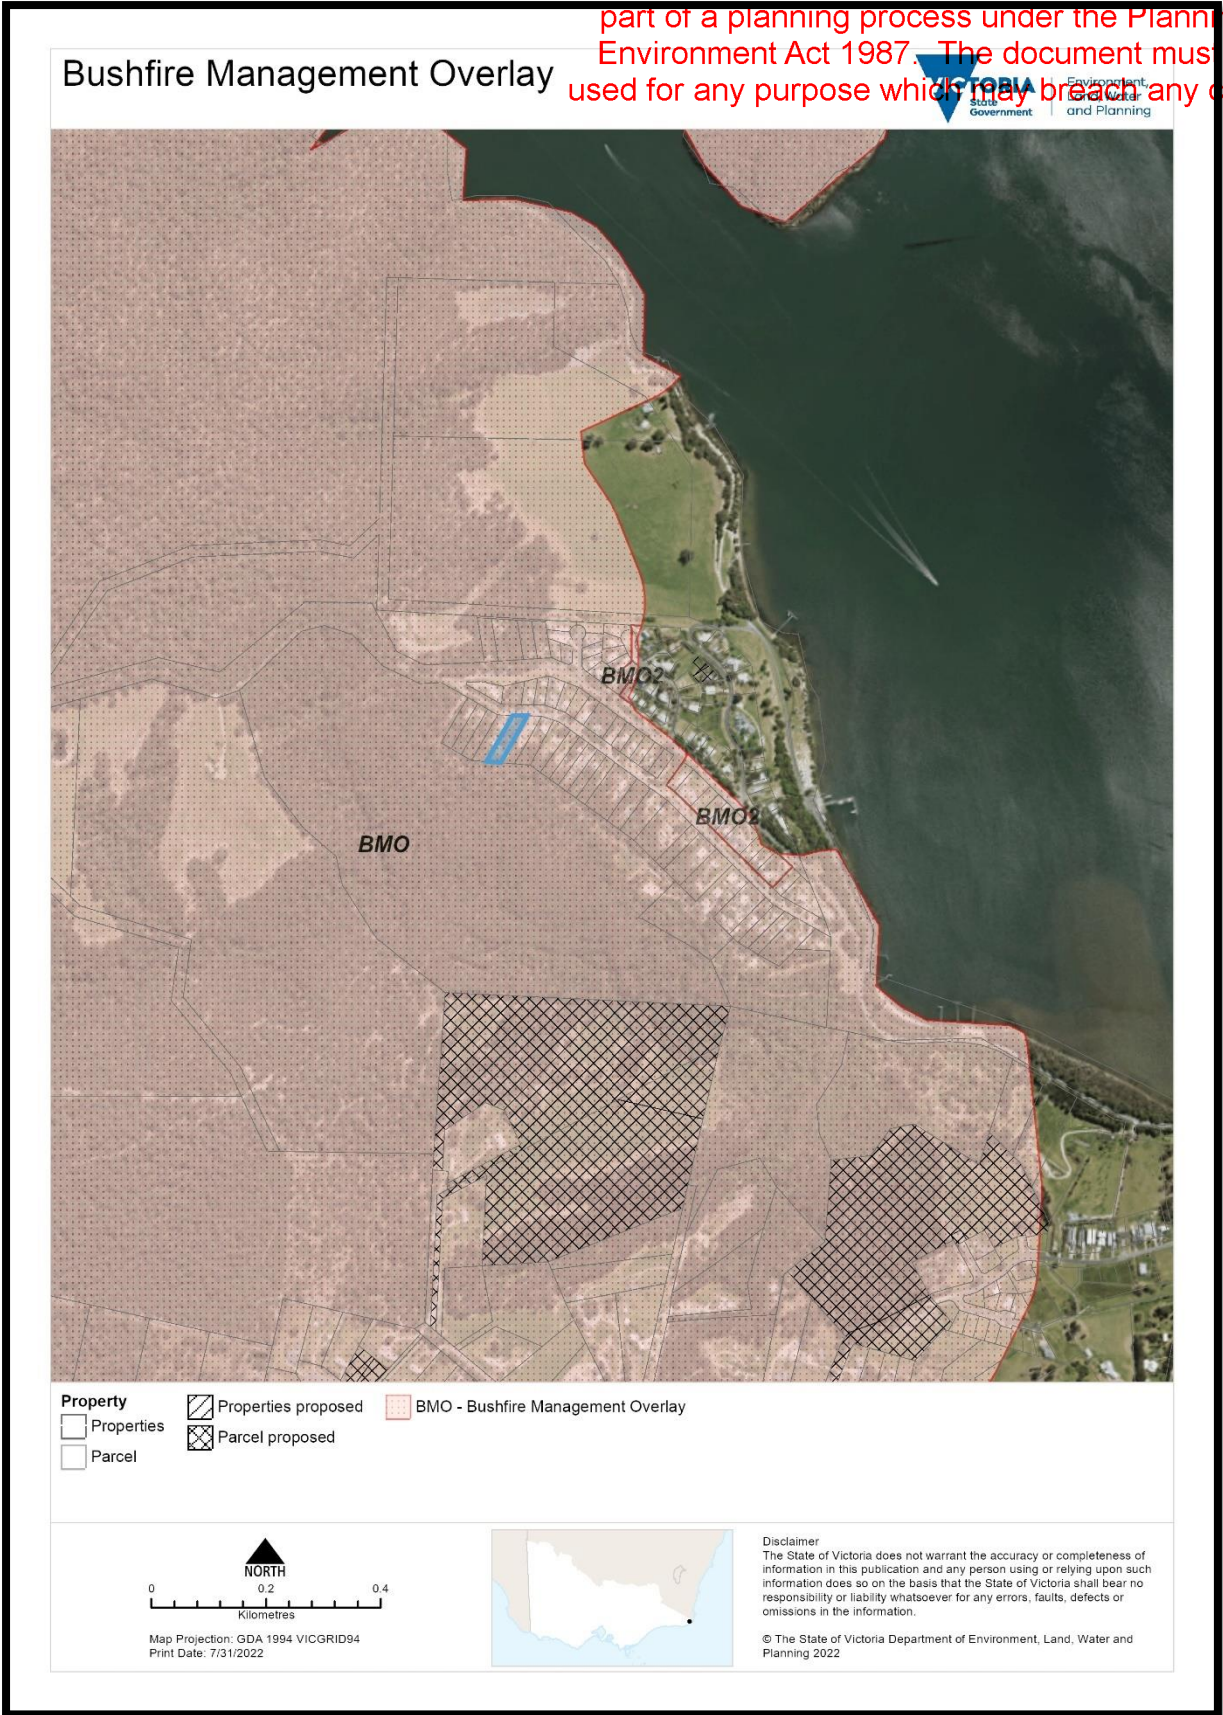 part of a planning process under the Planni
Environment Act 1987. The document must
used for any purpose which may breach any
Bushfire Management Overlay
VICTORIA
State
Government
Environment,
Land, Water
and Planning
BMO2
BMO2
BMO
Property
Properties
Parcel
Properties proposed
Parcel proposed
BMO - Bushfire Management Overlay
NORTH
0 0.2 0.4
Kilometres
Map Projection: GDA 1994 VICGRID94
Print Date: 7/31/2022
Disclaimer
The State of Victoria does not warrant the accuracy or completeness of
information in this publication and any person using or relying upon such
information does so on the basis that the State of Victoria shall bear no
responsibility or liability whatsoever for any errors, faults, defects or
omissions in the information.
© The State of Victoria Department of Environment, Land, Water and
Planning 2022